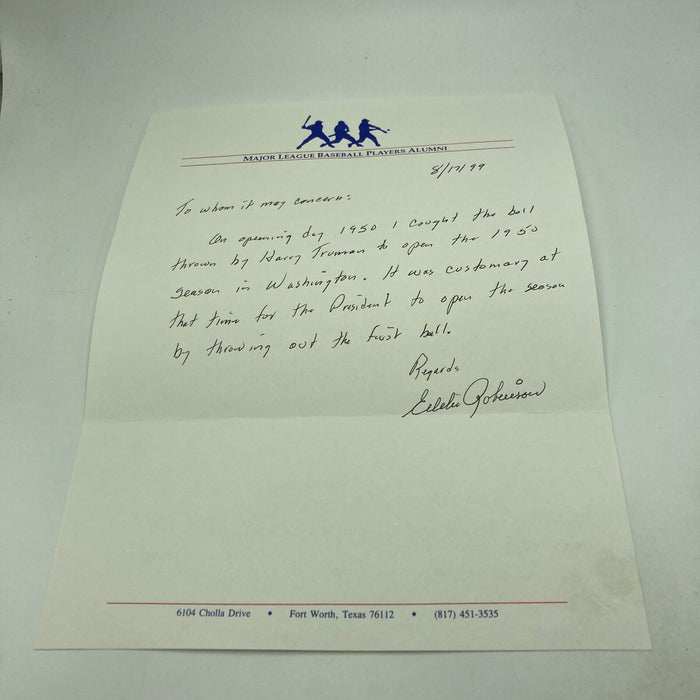 MAJOR LEAGUE BASEBALL PLAYERS ALUMNI
8/17/99
To whom it may concern:
On opening day 1950 I caught the ball
thrown by Harry Truman to open the 1950
season in Washington. It was customary at
that time for the President to open the season
by throwing out the first ball.
Regards
Eddie Robinson
6104 Cholla Drive • Fort Worth, Texas 76112 • (817) 451-3535